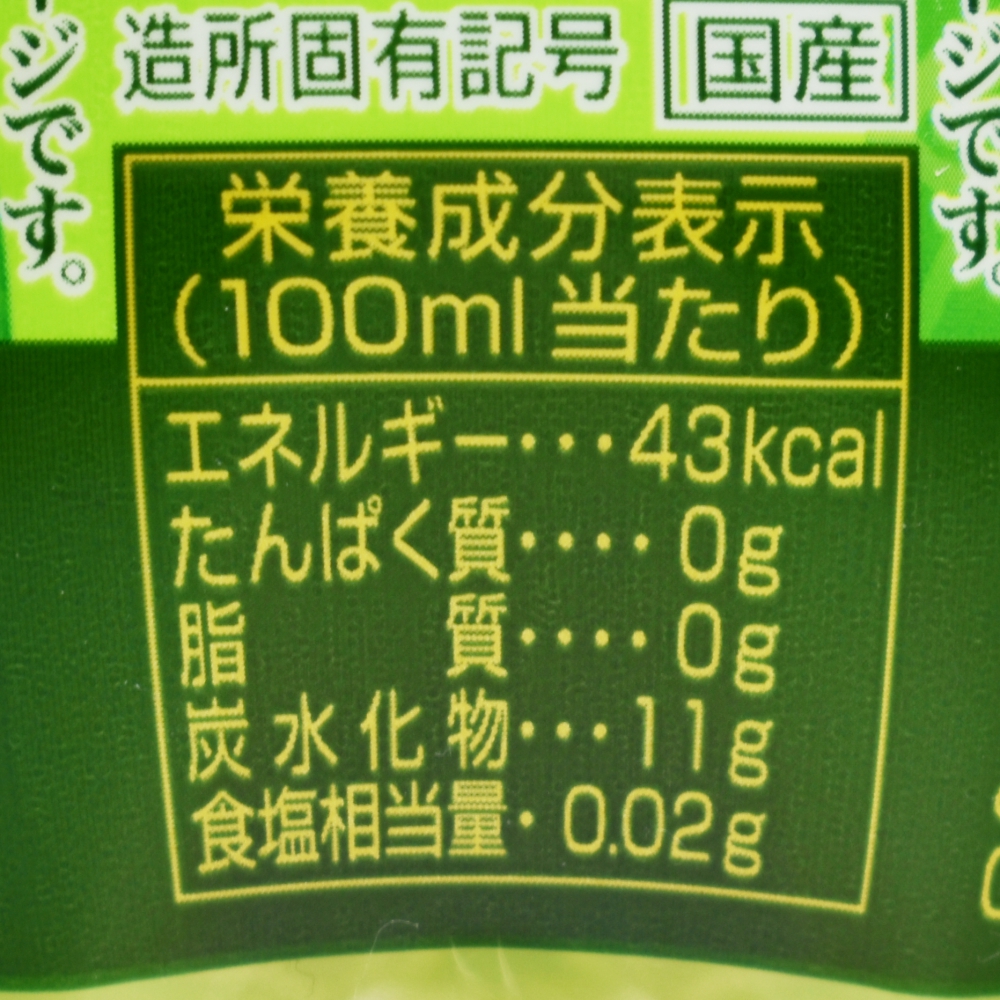 造所固有記号 国産
ジです。
ジです。
栄養成分表示
(100ml当たり)
エネルギー･･･43kcal
たんぱく質････0g
脂質････0g
炭水化物･･･11g
食塩相当量･0.02g